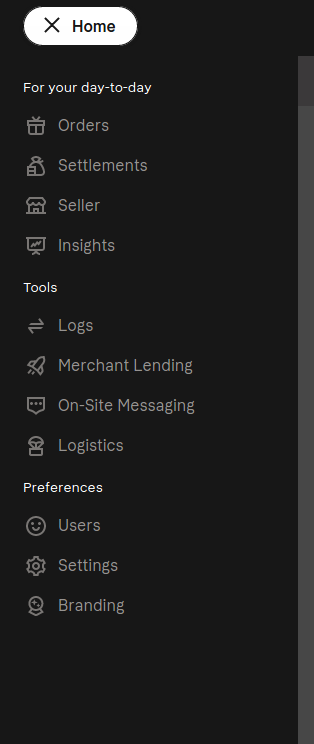 Home
For your day-to-day
Orders
Settlements
Seller
Insights
Tools
Logs
Merchant Lending
On-Site Messaging
Logistics
Preferences
Users
Settings
Branding